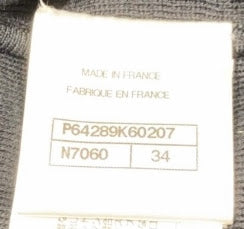 MADE IN FRANCE
FABRIQUE EN FRANCE
P64289K60207
N7060 34